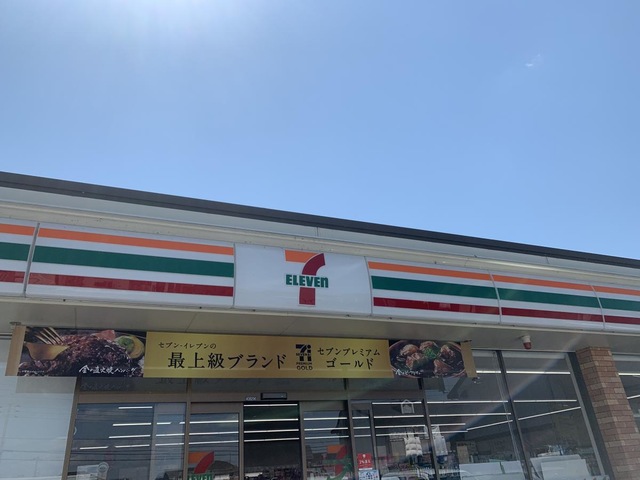 7
ELEVEn
セブン-イレブンの
最上級ブランド
GOLD
セブンプレミアム
ゴールド